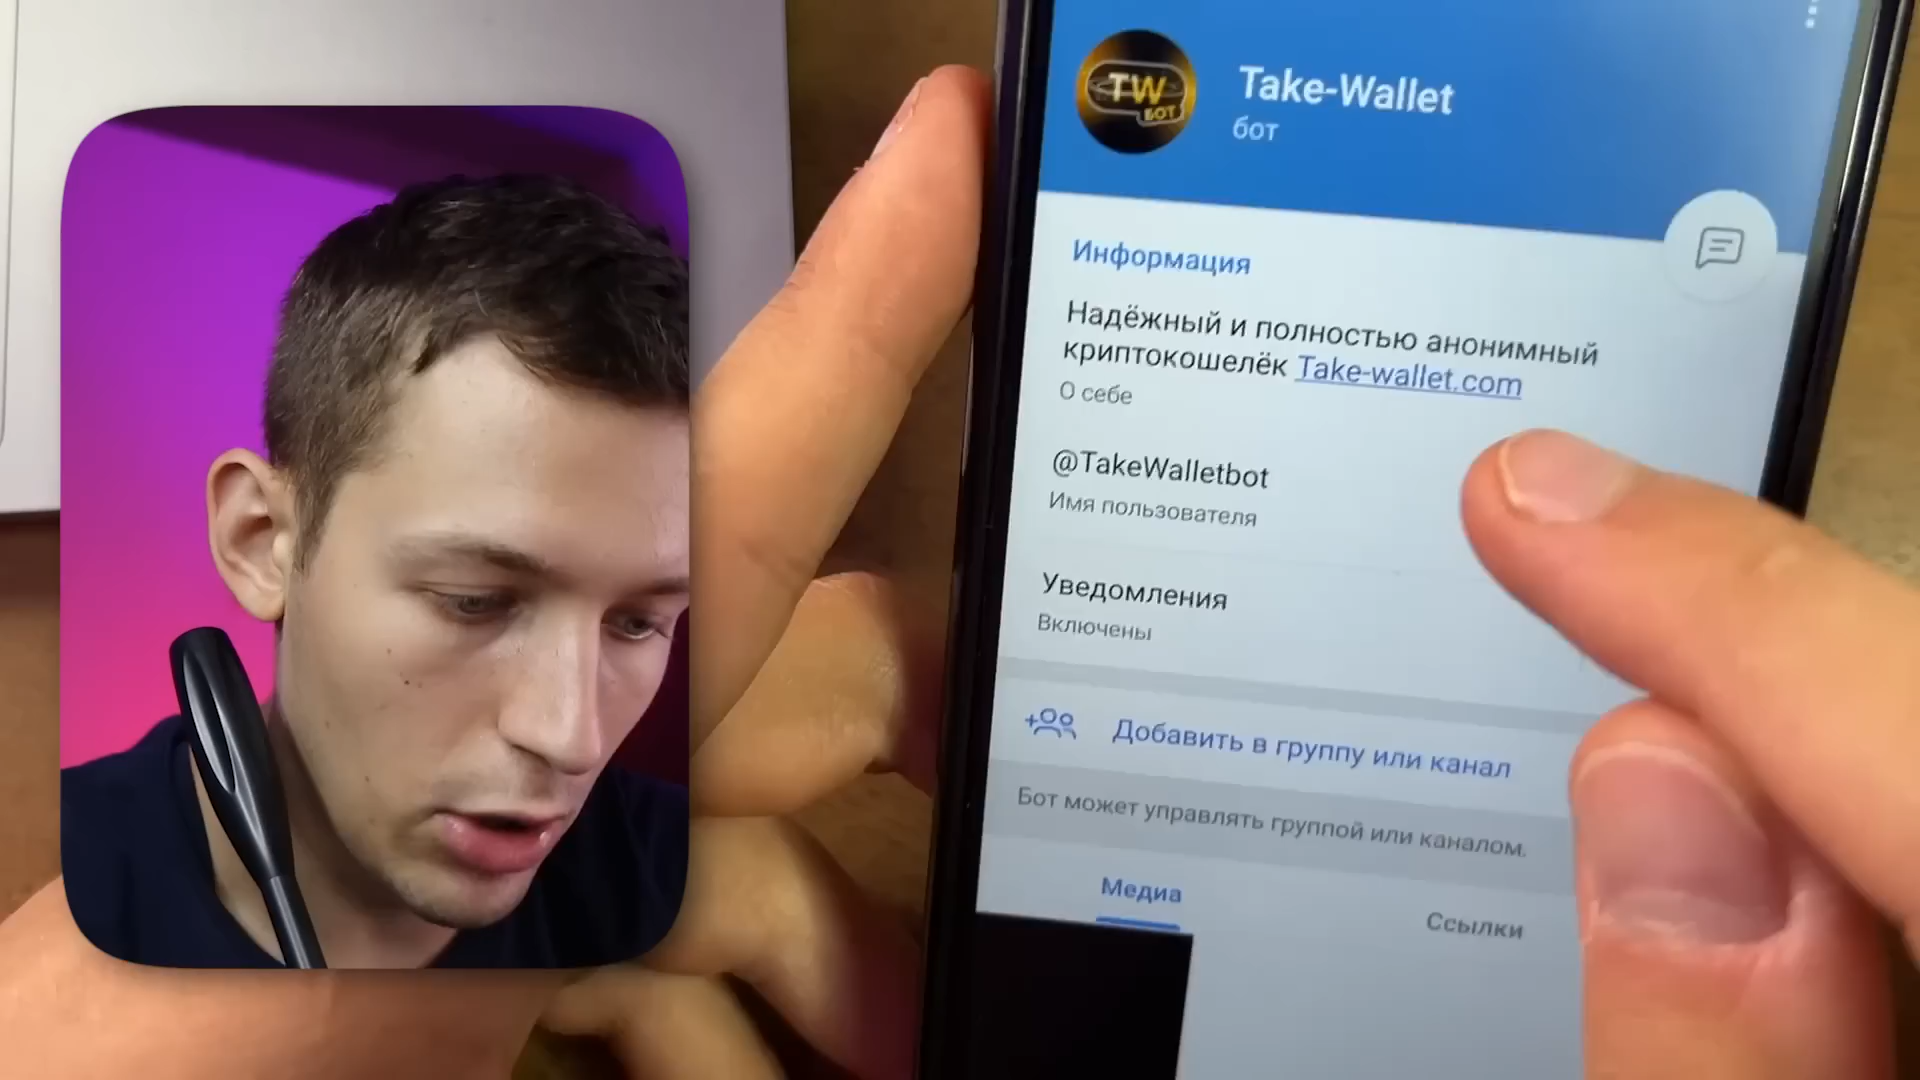 TW
БОТ
Take-Wallet
бот
Информация
Надёжный и полностью анонимный
криптокошелёк Take-wallet.com
О себе
@TakeWalletbot
Имя пользователя
Уведомления
Включены
Добавить в группу или канал
Бот может управлять группой или каналом.
Медиа
Ссылки